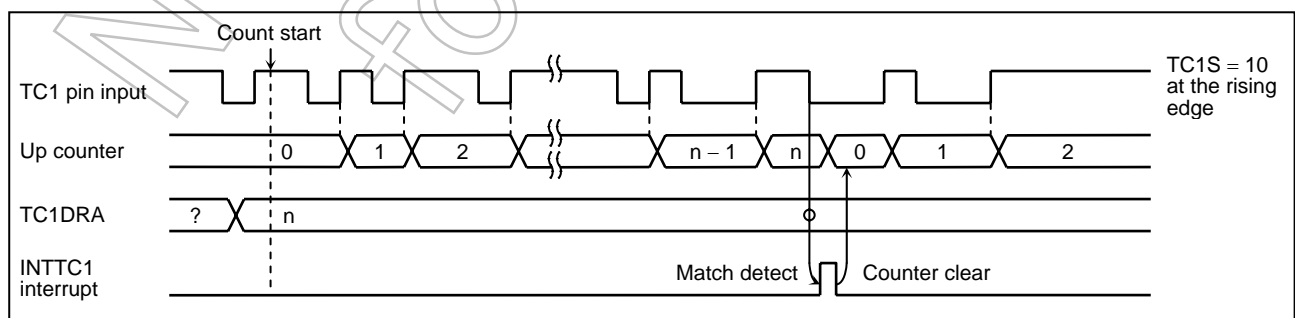 Count start
TC1 pin input
TC1S = 10
at the rising
edge
Up counter 0 1 2 n − 1 n 0 1 2
TC1DRA ? n
INTTC1
interrupt
Match detect Counter clear